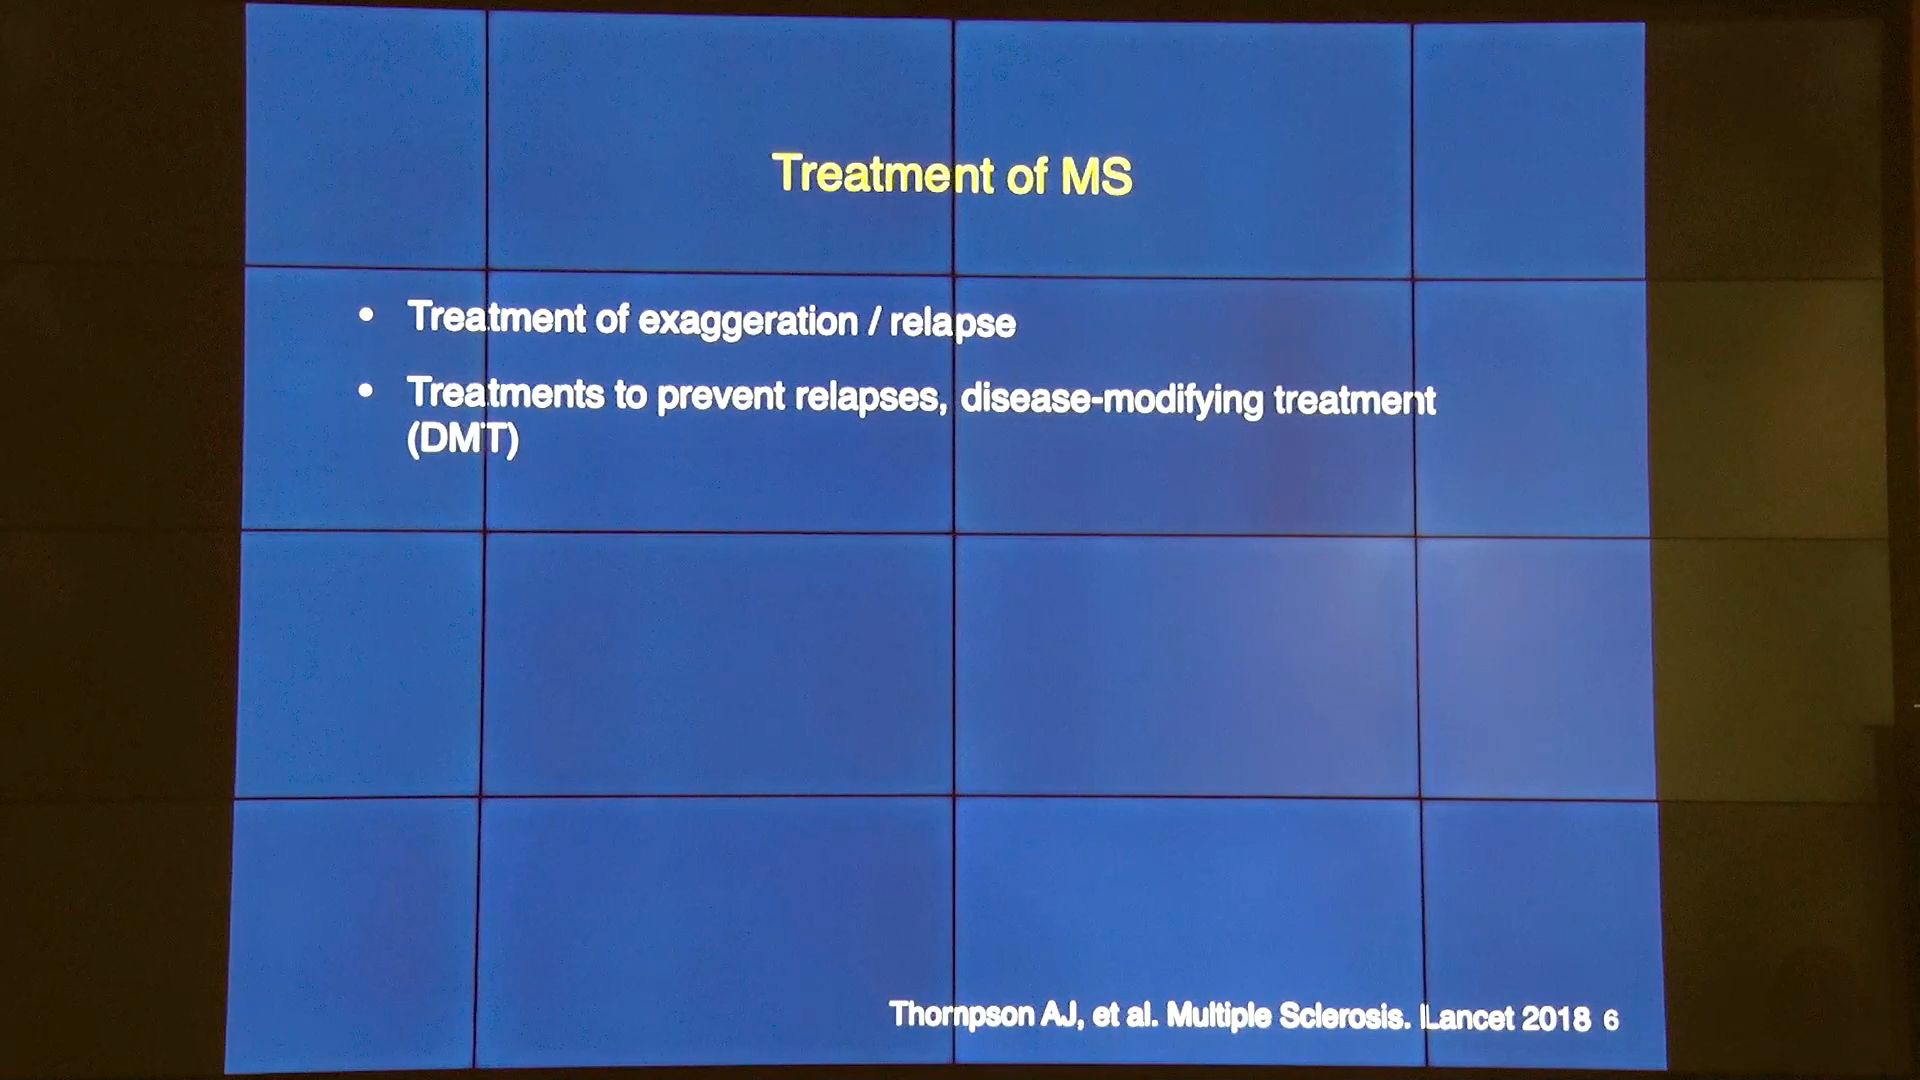 Treatment of MS
• Treatment of exaggeration / relapse
• Treatments to prevent relapses, disease-modifying treatment
(DMT)
Thornpson AJ, et al. Multiple Sclerosis. Lancet 2018 6